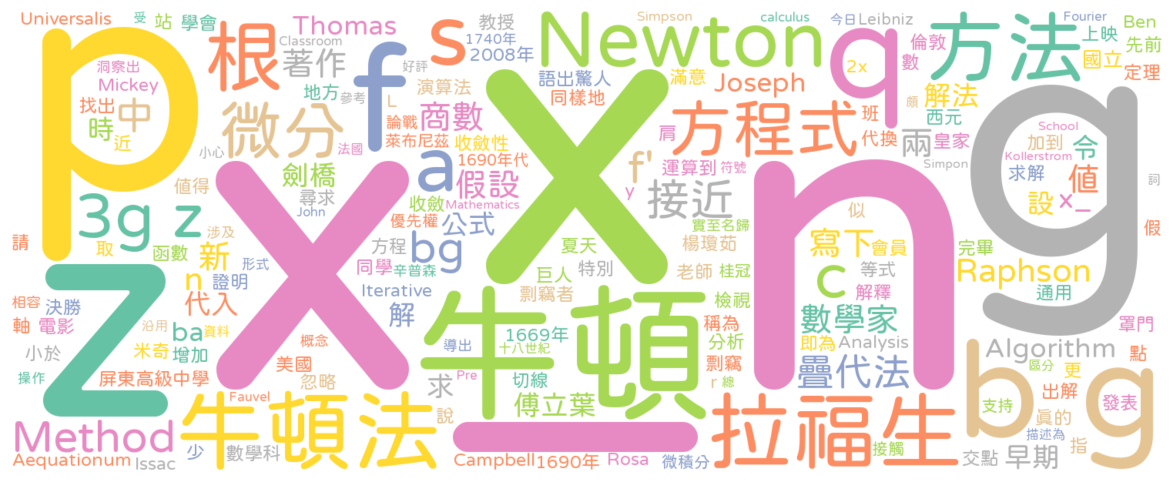 Universalis
受
站
學會
Thomas
s
教授
1740年
2008年
Simpson
calculus
今日
Leibniz
Fourier
上映
Ben
先前
洞察出
Mickey
根
Classroom
著作
好評
語出驚人
同樣地
Newton
滿意
2x
q
倫敦
數
方法
國立
定理
p
找出
中
時
近
地方
參考
f
L
演算法
Joseph
班
解法
西元
微分
論戰
商數
萊布尼茲
收斂性
肩
方程式
代換
頗
兩
皇家
School
加到
令
Kollerstrom
小心
法國
a
1690年代
x
f'
運算到
符號
Simpon
求解
值
詞
值得
劍橋
尋求
John
假設
收斂
Mathematics
y
接近
設
x_
g
3g
z
優先權
公式
實至名歸
似
假
請
取
函數
涉及
新
方程
bg
夏天
楊瓊茹
寫下
會員
完畢
n
證明
形式
x
同學
辛普森
巨人
特別
老師
桂冠
c
等式
Raphson
相容
決勝
代入
Iterative
剽竊者
檢視
n
解釋
通用
軸
電影
沿用
ba
資料
概念
解
牛頓
1669年
稱為
數學家
罩門
小於
米奇
增加
美國
導出
十八世紀
分析
即為
Analysis
Algorithm
點
操作
z
屏東高級中學
忽略
求
Pre
切線
剽竊
r
總
疊代法
b
區分
更
Fauvel
牛頓法
說
傅立葉
拉福生
支持
出解
發表
真的
g
Method
少
數學科
接觸
描述為
指
Aequationum
Issac
Campbell
1690年
Rosa
微積分
交點
早期